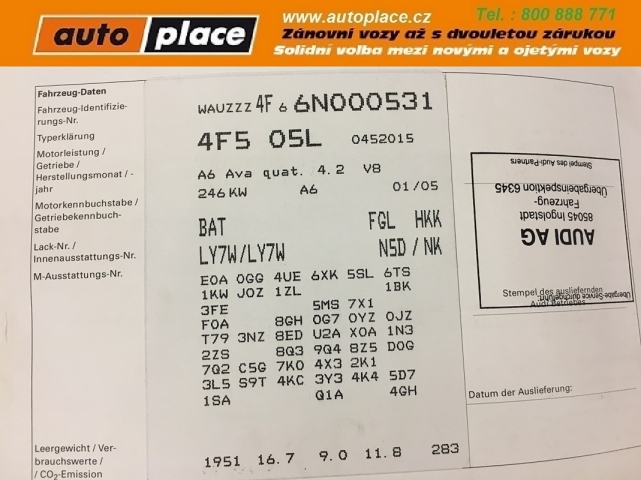 auto place
www.autoplace.cz
Tel. : 800 888 771
Zánovní vozy až s dvouletou zárukou
Solidní volba mezi novými a ojetými vozy
Fahrzeug-Daten
Fahrzeug-Identifizie-
rungs-Nr.
WAUZZZ 4F 6 6N000531
Typerklärung
4F5 05L 0452015
Motorleistung /
Getriebe /
Herstellungsmonat / -
jahr
A6 Ava quat. 4.2 V8
246 KW A6 01/05
Motorkennbuchstabe /
Getriebekennbuch-
stabe
BAT FGL HKK
Lack-Nr. /
Innenausstattungs-Nr.
LY7W/LY7W N5D / NK
M-Ausstattungs-Nr.
E0A 0GG 4UE 6XK 5SL 6TS
1KW J0Z 1ZL 1BK
3FE 5MS 7X1
F0A 8GH 0G7 0YZ 0JZ
T79 3NZ 8ED U2A X0A 1N3
2ZS 8Q3 9Q4 8Z5 D0G
7Q2 C5G 7K0 4X3 2K1
3L5 S9T 4KC 3Y3 4K4 5D7
1SA Q1A 4GH
Leergewicht / Ver-
brauchswerte /
/ CO2-Emission
1951 16.7 9.0 11.8 283
Stempel des Audi-Partners
Übergabeinspektion 6345
Fahrzeug-
85045 Ingolstadt
AUDI AG
Übergabe-Service durchgeführt:
Stempel des ausliefernden
Audi Betriebes
Datum der Auslieferung: